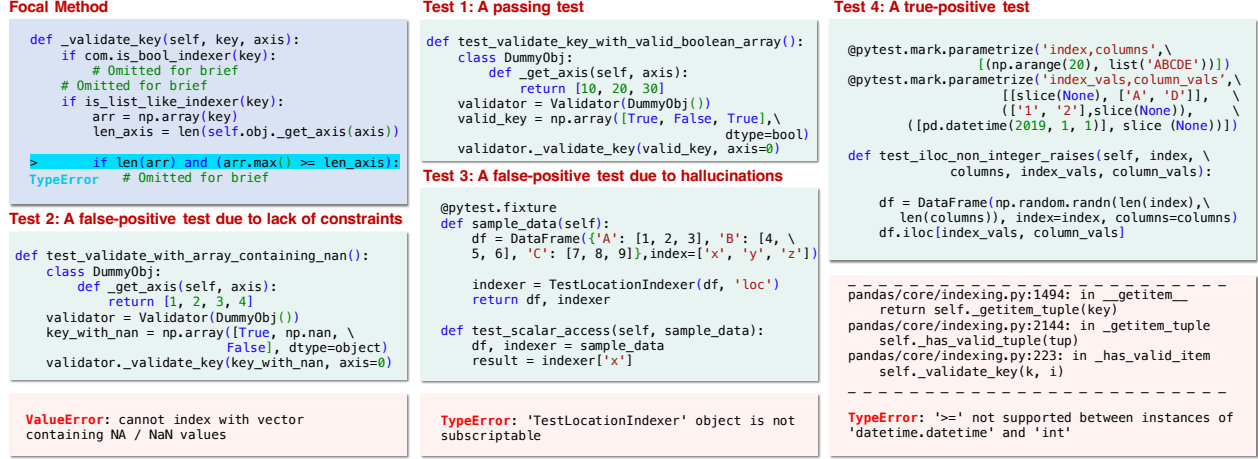 Focal Method
def _validate_key(self, key, axis):
if com.is_bool_indexer(key):
# Omitted for brief
# Omitted for brief
if is_list_like_indexer(key):
arr = np.array(key)
len_axis = len(self.obj._get_axis(axis))
> if len(arr) and (arr.max() >= len_axis):
TypeError # Omitted for brief
Test 2: A false-positive test due to lack of constraints
def test_validate_with_array_containing_nan():
class DummyObj:
def _get_axis(self, axis):
return [1, 2, 3, 4]
validator = Validator(DummyObj())
key_with_nan = np.array([True, np.nan, \
False], dtype=object)
validator._validate_key(key_with_nan, axis=0)
ValueError: cannot index with vector
containing NA / NaN values
Test 1: A passing test
def test_validate_key_with_valid_boolean_array():
class DummyObj:
def _get_axis(self, axis):
return [10, 20, 30]
validator = Validator(DummyObj())
valid_key = np.array([True, False, True],\
dtype=bool)
validator._validate_key(valid_key, axis=0)
Test 3: A false-positive test due to hallucinations
@pytest.fixture
def sample_data(self):
df = DataFrame({'A': [1, 2, 3], 'B': [4, \
5, 6], 'C': [7, 8, 9]},index=['x', 'y', 'z'])
indexer = TestLocationIndexer(df, 'loc')
return df, indexer
def test_scalar_access(self, sample_data):
df, indexer = sample_data
result = indexer['x']
TypeError: 'TestLocationIndexer' object is not
subscriptable
Test 4: A true-positive test
@pytest.mark.parametrize('index,columns',\
[(np.arange(20), list('ABCDE'))])
@pytest.mark.parametrize('index_vals,column_vals',\
[[slice(None), ['A', 'D']], \
(['1', '2'],slice(None)), \
([pd.datetime(2019, 1, 1)], slice (None))])
def test_iloc_non_integer_raises(self, index, \
columns, index_vals, column_vals):
df = DataFrame(np.random.randn(len(index),\
len(columns)), index=index, columns=columns)
df.iloc[index_vals, column_vals]
_ _ _ _ _ _ _ _ _ _ _ _ _ _ _ _ _ _ _ _ _ _ _ _ _
pandas/core/indexing.py:1494: in __getitem__
return self._getitem_tuple(key)
pandas/core/indexing.py:2144: in _getitem_tuple
self._has_valid_tuple(tup)
pandas/core/indexing.py:223: in _has_valid_item
self._validate_key(k, i)
_ _ _ _ _ _ _ _ _ _ _ _ _ _ _ _ _ _ _ _ _ _ _ _ _
TypeError: '>=' not supported between instances of
'datetime.datetime' and 'int'